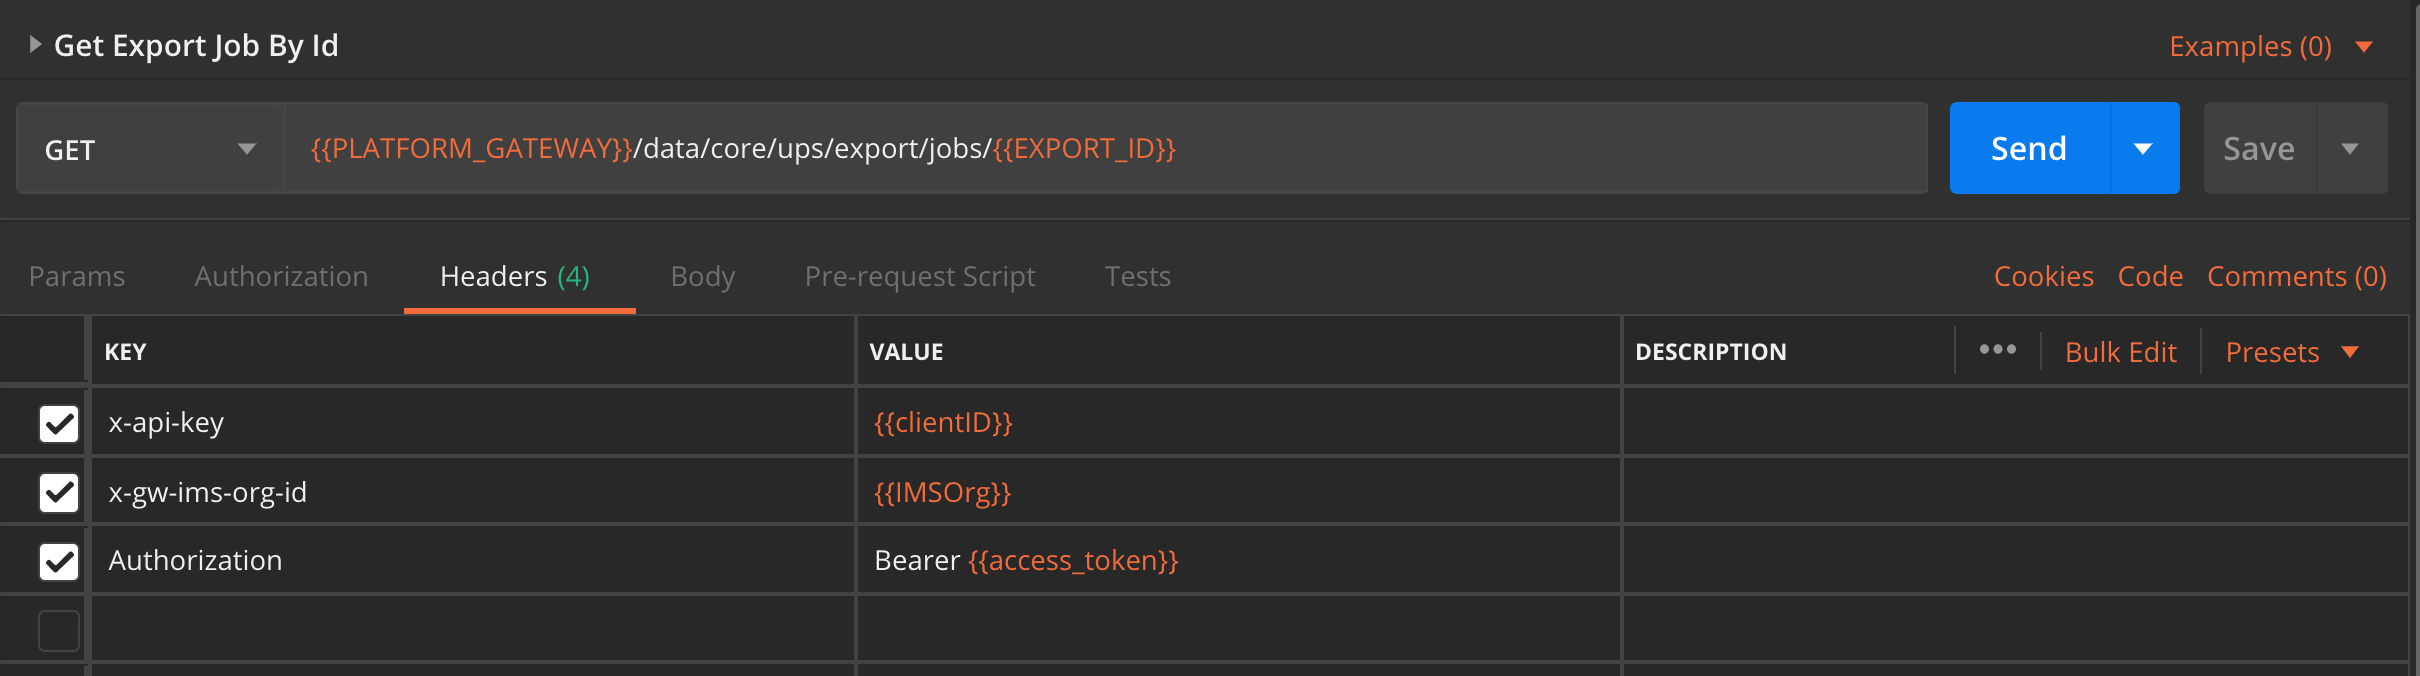 Get Export Job By Id
Examples (0)
GET
{{PLATFORM_GATEWAY}}/data/core/ups/export/jobs/{{EXPORT_ID}}
Send
Save
Params Authorization Headers (4) Body Pre-request Script Tests Cookies Code Comments (0)
KEY VALUE DESCRIPTION ••• Bulk Edit Presets
x-api-key {{clientID}}
x-gw-ims-org-id {{IMSOrg}}
Authorization Bearer {{access_token}}